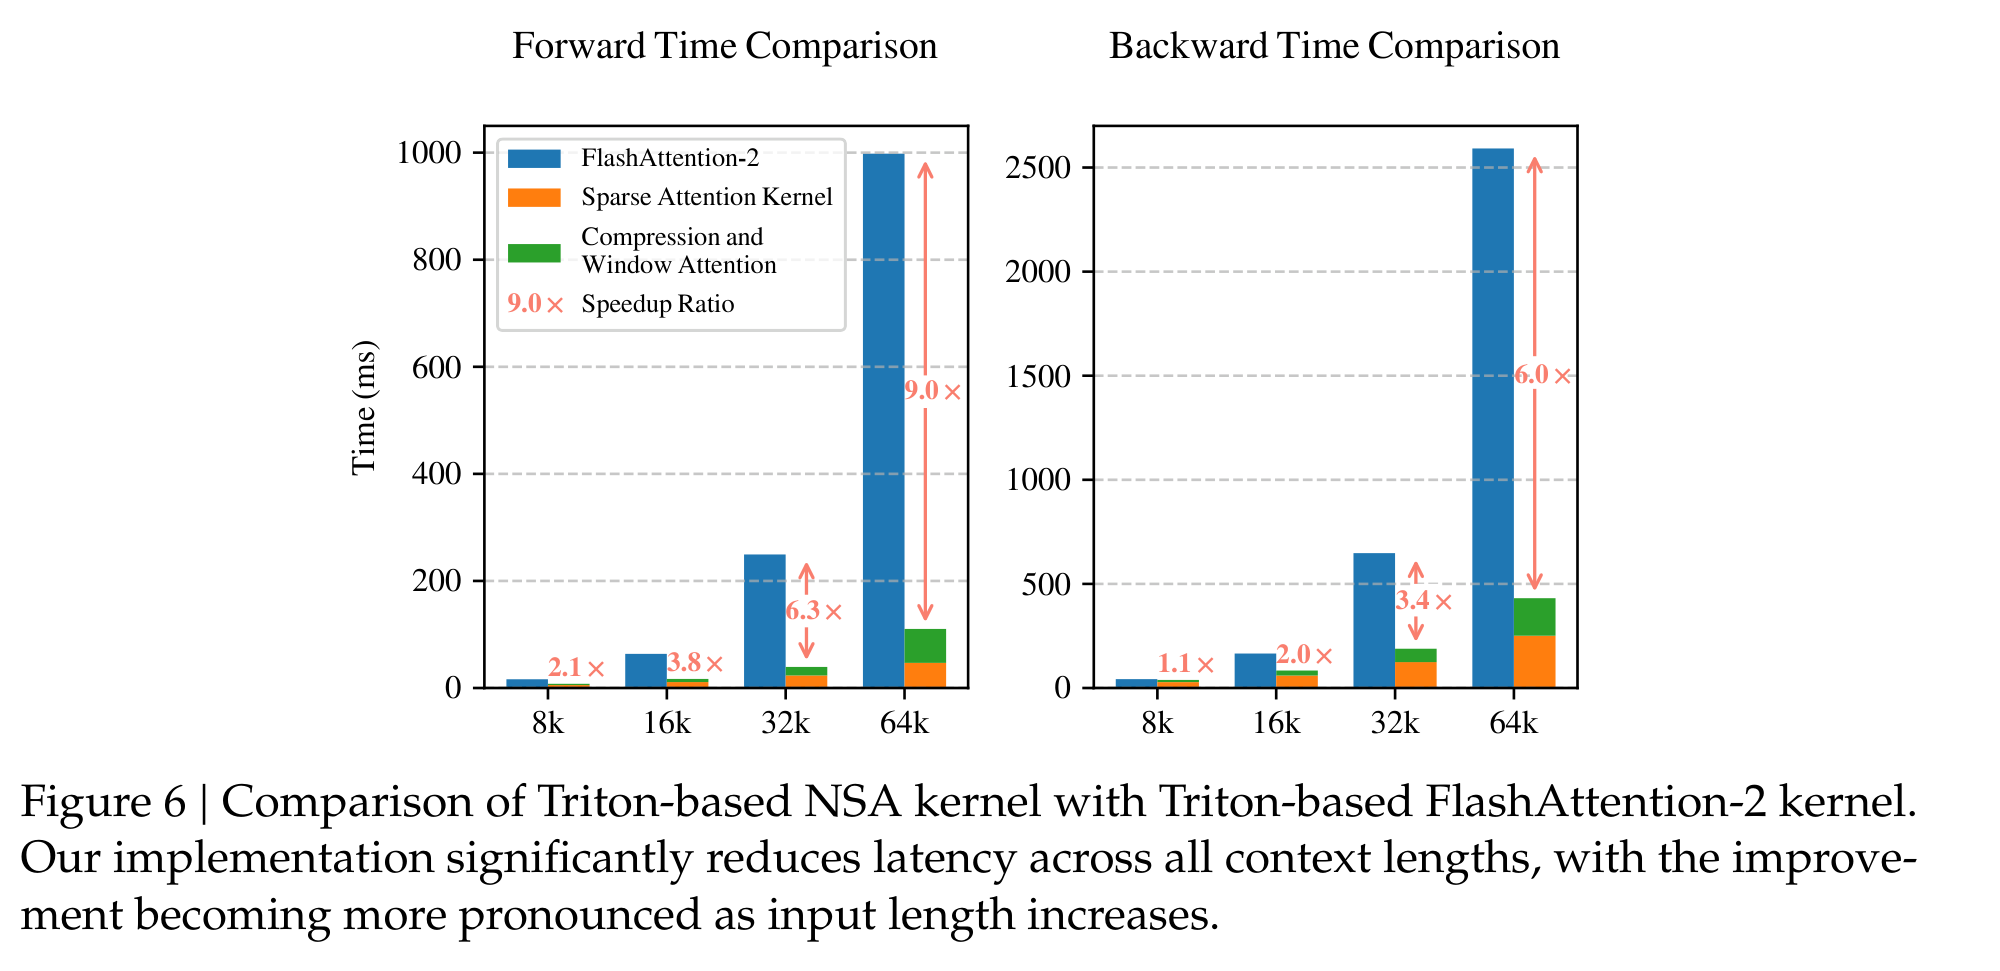 Forward Time Comparison
Backward Time Comparison
Time (ms)
1000
800
600
400
200
0
FlashAttention-2
Sparse Attention Kernel
Compression and
Window Attention
9.0× Speedup Ratio
2.1×
3.8×
6.3×
9.0×
8k
16k
32k
64k
2500
2000
1500
1000
500
0
1.1×
2.0×
3.4×
6.0×
8k
16k
32k
64k
Figure 6 | Comparison of Triton-based NSA kernel with Triton-based FlashAttention-2 kernel.
Our implementation significantly reduces latency across all context lengths, with the improve-
ment becoming more pronounced as input length increases.